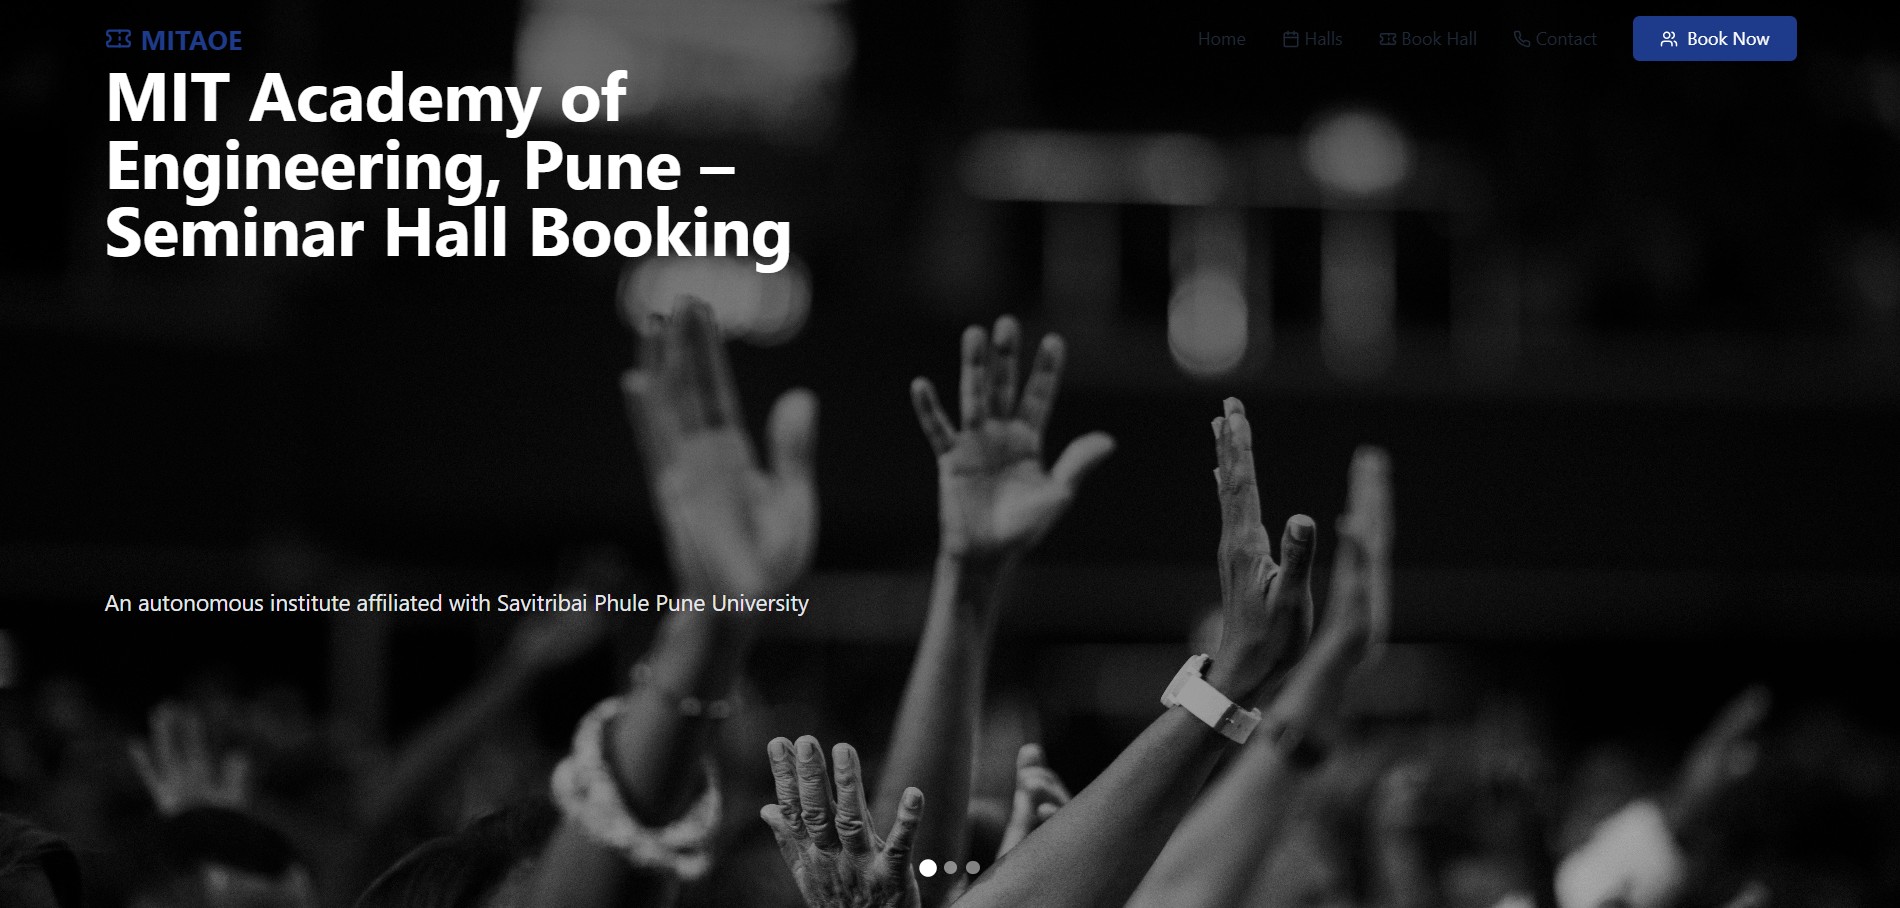 MITAOE
Home Halls Book Hall Contact Book Now
MIT Academy of
Engineering, Pune –
Seminar Hall Booking
An autonomous institute affiliated with Savitribai Phule Pune University